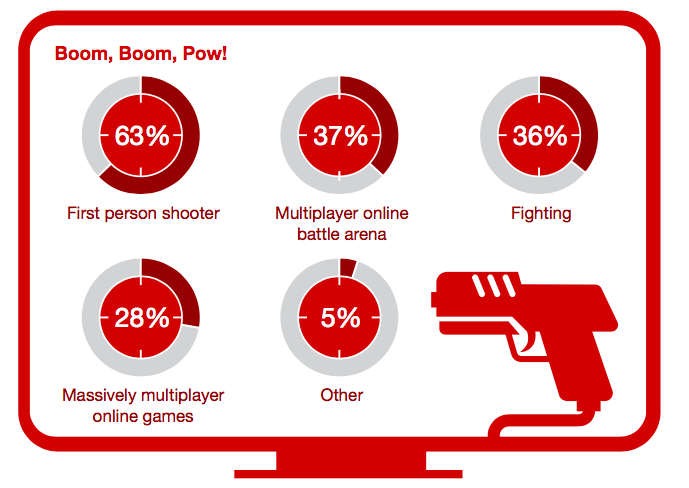 Boom, Boom, Pow!
63%
First person shooter
37%
Multiplayer online
battle arena
36%
Fighting
28%
Massively multiplayer
online games
5%
Other